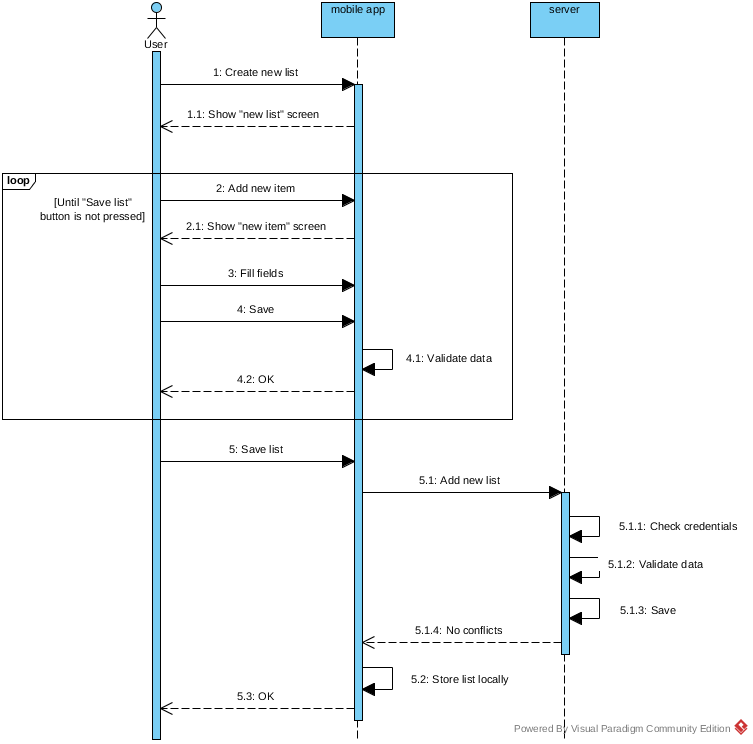 User
mobile app
server
1: Create new list
1.1: Show "new list" screen
loop
[Until "Save list"
button is not pressed]
2: Add new item
2.1: Show "new item" screen
3: Fill fields
4: Save
4.1: Validate data
4.2: OK
5: Save list
5.1: Add new list
5.1.1: Check credentials
5.1.2: Validate data
5.1.3: Save
5.1.4: No conflicts
5.2: Store list locally
5.3: OK
Powered By Visual Paradigm Community Edition